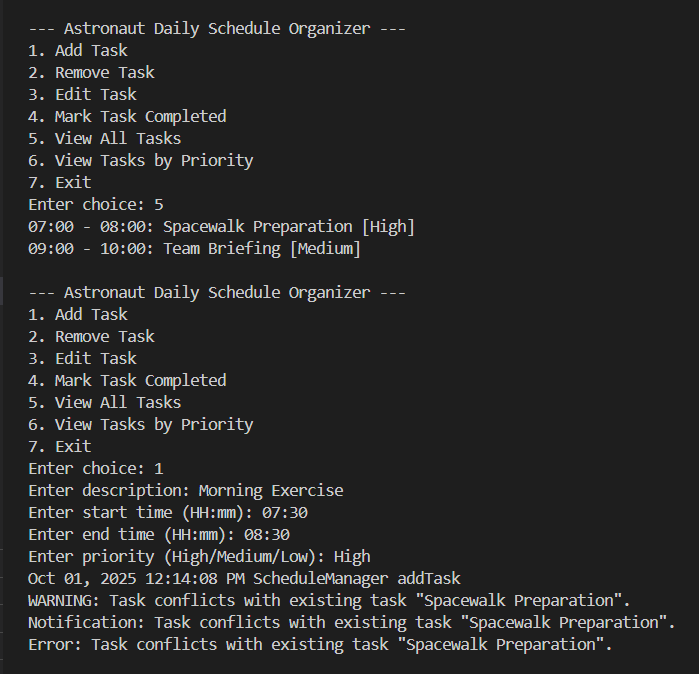 --- Astronaut Daily Schedule Organizer ---
1. Add Task
2. Remove Task
3. Edit Task
4. Mark Task Completed
5. View All Tasks
6. View Tasks by Priority
7. Exit
Enter choice: 5
07:00 - 08:00: Spacewalk Preparation [High]
09:00 - 10:00: Team Briefing [Medium]
--- Astronaut Daily Schedule Organizer ---
1. Add Task
2. Remove Task
3. Edit Task
4. Mark Task Completed
5. View All Tasks
6. View Tasks by Priority
7. Exit
Enter choice: 1
Enter description: Morning Exercise
Enter start time (HH:mm): 07:30
Enter end time (HH:mm): 08:30
Enter priority (High/Medium/Low): High
Oct 01, 2025 12:14:08 PM ScheduleManager addTask
WARNING: Task conflicts with existing task "Spacewalk Preparation".
Notification: Task conflicts with existing task "Spacewalk Preparation".
Error: Task conflicts with existing task "Spacewalk Preparation".